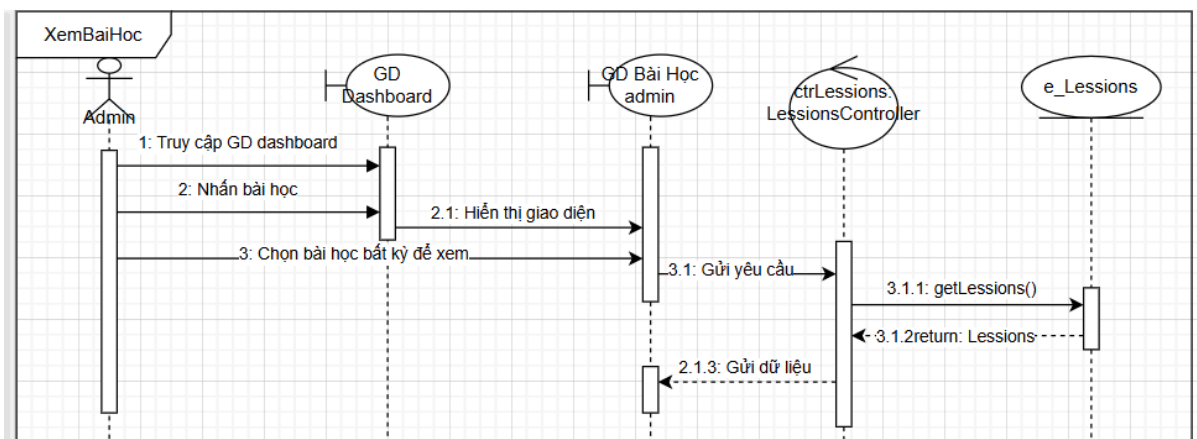 XemBaiHoc
Admin
GD
Dashboard
GD Bài Học
admin
ctrLessions:
LessionsController
e_Lessions
1: Truy cập GD dashboard
2: Nhấn bài học
2.1: Hiển thị giao diện
3: Chọn bài học bất kỳ để xem
3.1: Gửi yêu cầu
3.1.1: getLessions()
3.1.2return: Lessions
2.1.3: Gửi dữ liệu